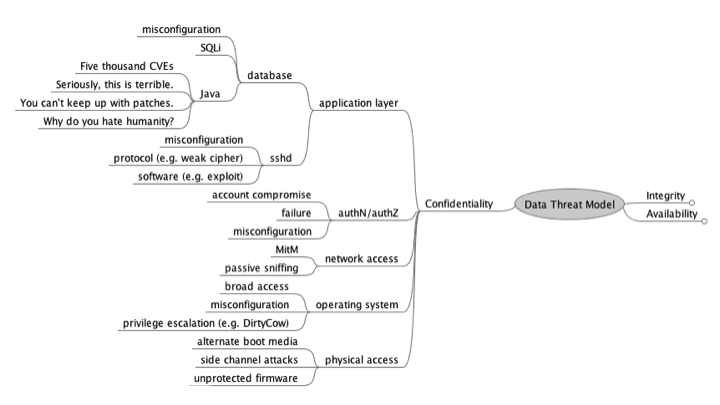 misconfiguration
SQLi
database
Five thousand CVEs
Seriously, this is terrible.
Java
You can't keep up with patches.
Why do you hate humanity?
application layer
misconfiguration
protocol (e.g. weak cipher)
sshd
software (e.g. exploit)
account compromise
failure
authN/authZ
misconfiguration
Confidentiality
Data Threat Model
Integrity
Availability
MitM
network access
passive sniffing
broad access
misconfiguration
operating system
privilege escalation (e.g. DirtyCow)
alternate boot media
side channel attacks
physical access
unprotected firmware